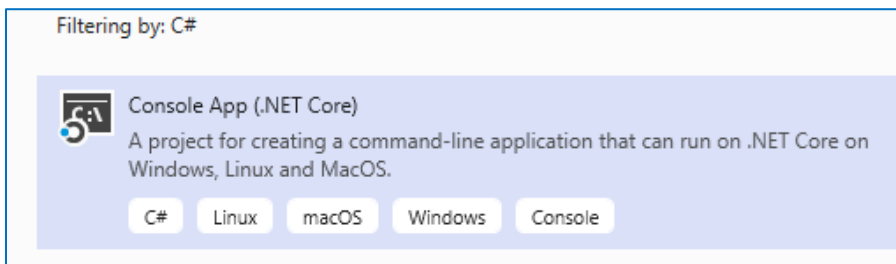 Filtering by: C#
C:\
Console App (.NET Core)
A project for creating a command-line application that can run on .NET Core on
Windows, Linux and MacOS.
C# Linux macOS Windows Console